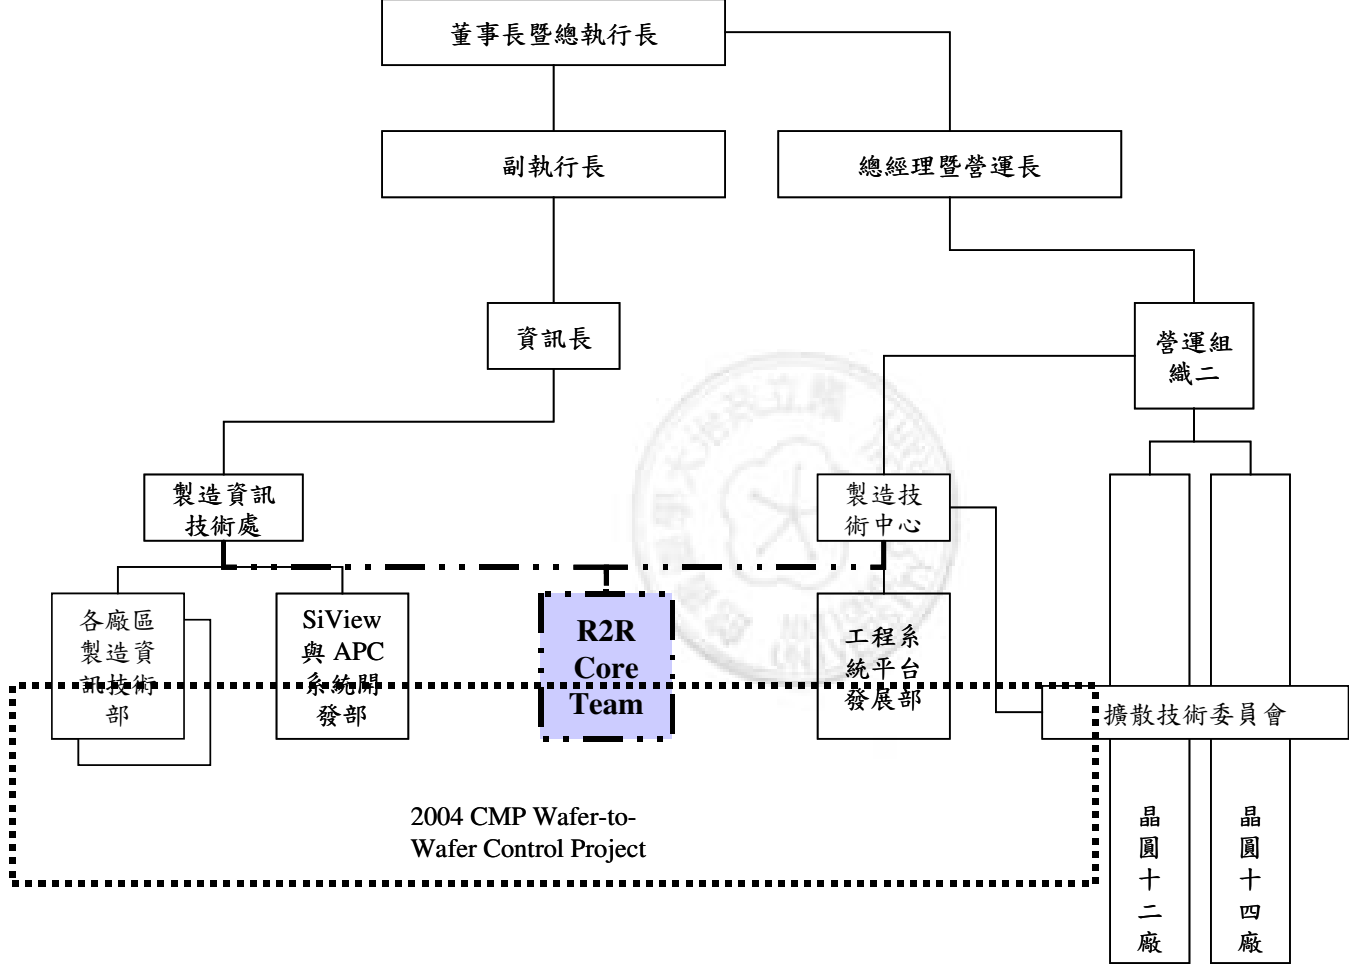 董事長暨總執行長
副執行長
總經理暨營運長
資訊長
營運組
織二
製造資訊
技術處
製造技
術中心
各廠區
製造資
訊技術
部
SiView
與 APC
系統開
發部
R2R
Core
Team
工程系
統平台
發展部
擴散技術委員會
2004 CMP Wafer-to-
Wafer Control Project
晶
圓
十
二
廠
晶
圓
十
四
廠